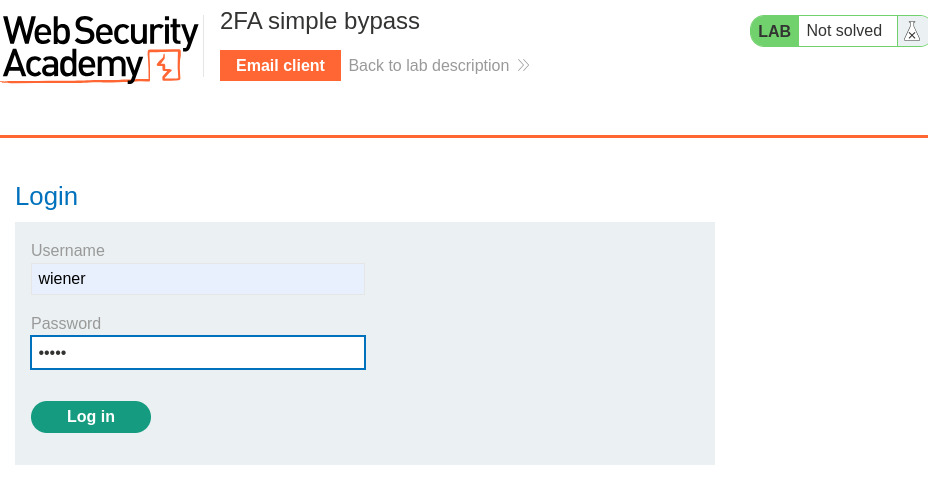 Web Security
Academy
2FA simple bypass
Email client
Back to lab description
LAB
Not solved
Login
Username
wiener
Password
•••••
Log in